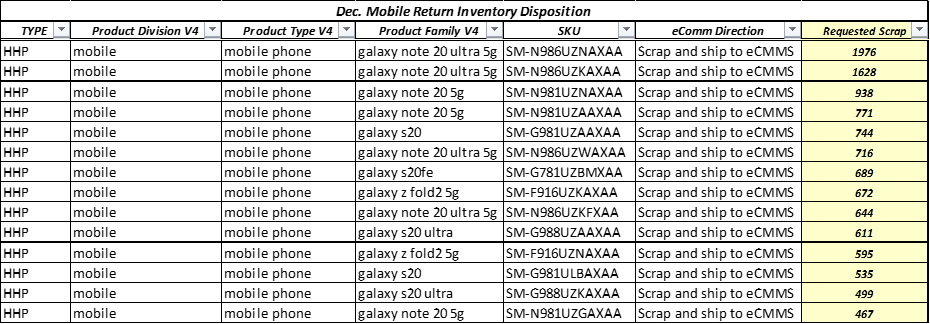 Dec. Mobile Return Inventory Disposition
TYPE Product Division V4 Product Type V4 Product Family V4 SKU eComm Direction Requested Scrap
HHP mobile mobile phone galaxy note 20 ultra 5g SM-N986UZNAXAA Scrap and ship to eCMMS 1976
HHP mobile mobile phone galaxy note 20 ultra 5g SM-N986UZKAXAA Scrap and ship to eCMMS 1628
HHP mobile mobile phone galaxy note 20 5g SM-N981UZNAXAA Scrap and ship to eCMMS 938
HHP mobile mobile phone galaxy note 20 5g SM-N981UZAAXAA Scrap and ship to eCMMS 771
HHP mobile mobile phone galaxy s20 SM-G981UZAAXAA Scrap and ship to eCMMS 744
HHP mobile mobile phone galaxy note 20 ultra 5g SM-N986UZWAXAA Scrap and ship to eCMMS 716
HHP mobile mobile phone galaxy s20fe SM-G781UZBMXAA Scrap and ship to eCMMS 689
HHP mobile mobile phone galaxy z fold2 5g SM-F916UZKAXAA Scrap and ship to eCMMS 672
HHP mobile mobile phone galaxy note 20 ultra 5g SM-N986UZKFXAA Scrap and ship to eCMMS 644
HHP mobile mobile phone galaxy s20 ultra SM-G988UZAAXAA Scrap and ship to eCMMS 611
HHP mobile mobile phone galaxy z fold2 5g SM-F916UZNAXAA Scrap and ship to eCMMS 595
HHP mobile mobile phone galaxy s20 SM-G981ULBAXAA Scrap and ship to eCMMS 535
HHP mobile mobile phone galaxy s20 ultra SM-G988UZKAXAA Scrap and ship to eCMMS 499
HHP mobile mobile phone galaxy note 20 5g SM-N981UZGAXAA Scrap and ship to eCMMS 467